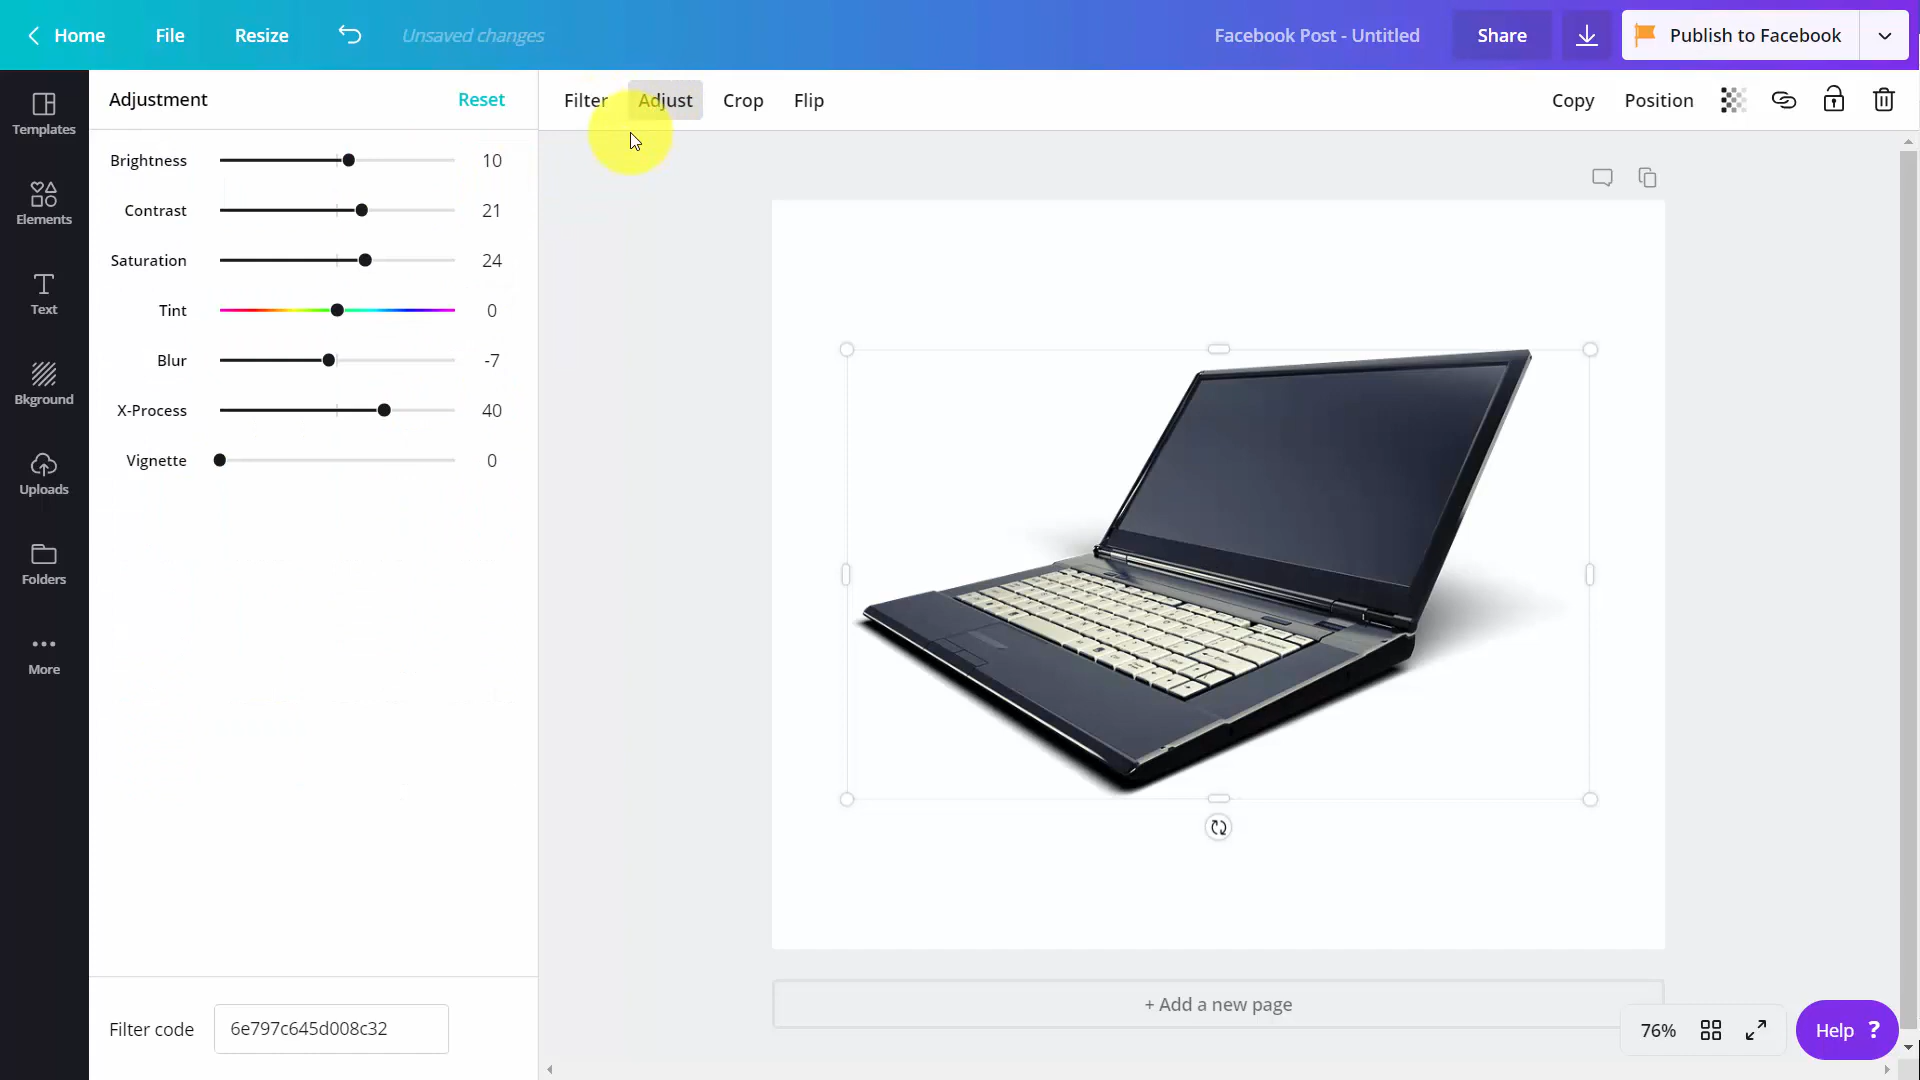 Home File Resize Unsaved changes Facebook Post - Untitled Share Publish to Facebook
Adjustment Reset Filter Adjust Crop Flip Copy Position
Templates
Elements
Text
Bkground
Uploads
Folders
More
Brightness 10
Contrast 21
Saturation 24
Tint 0
Blur -7
X-Process 40
Vignette 0
Filter code 6e797c645d008c32
+ Add a new page
76% Help ?